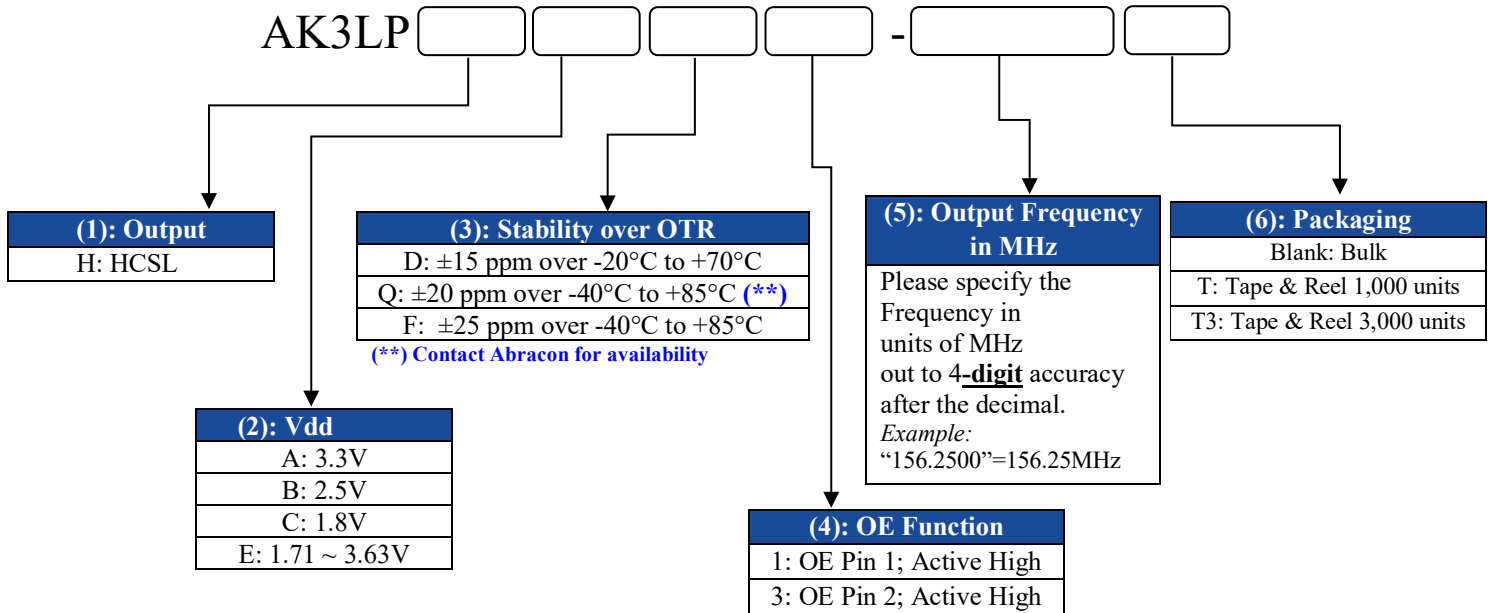 AK3LP -
(1): Output
H: HCSL
(2): Vdd
A: 3.3V
B: 2.5V
C: 1.8V
E: 1.71 ~ 3.63V
(3): Stability over OTR
D: ±15 ppm over -20°C to +70°C
Q: ±20 ppm over -40°C to +85°C (**)
F: ±25 ppm over -40°C to +85°C
(**) Contact Abracon for availability
(4): OE Function
1: OE Pin 1; Active High
3: OE Pin 2; Active High
(5): Output Frequency
in MHz
Please specify the
Frequency in
units of MHz
out to 4-digit accuracy
after the decimal.
Example:
“156.2500”=156.25MHz
(6): Packaging
Blank: Bulk
T: Tape & Reel 1,000 units
T3: Tape & Reel 3,000 units